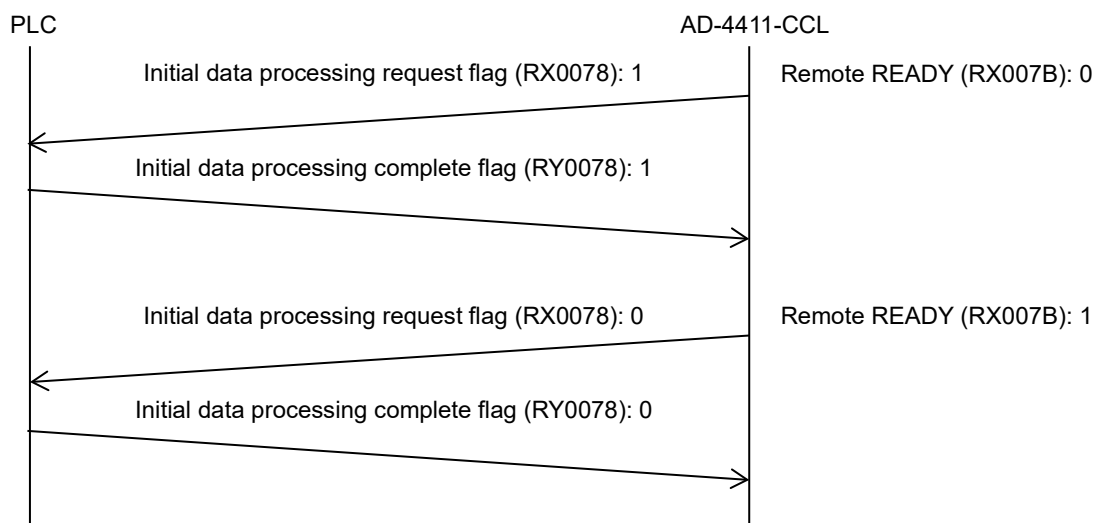 PLC
AD-4411-CCL
Initial data processing request flag (RX0078): 1
Remote READY (RX007B): 0
Initial data processing complete flag (RY0078): 1
Initial data processing request flag (RX0078): 0
Remote READY (RX007B): 1
Initial data processing complete flag (RY0078): 0